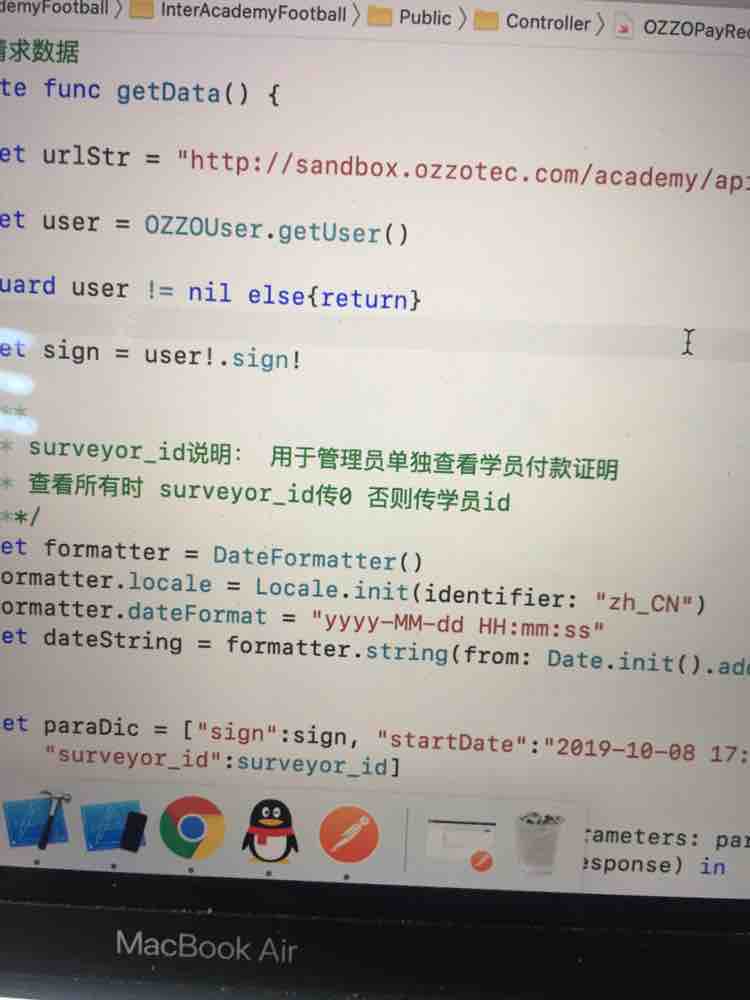 demyFootball 〉 InterAcademyFootball 〉 Public 〉 Controller 〉 OZZOPayRec
请求数据
te func getData() {
et urlStr = "http://sandbox.ozzotec.com/academy/api
et user = OZZOUser.getUser()
uard user != nil else{return}
et sign = user!.sign!
**
* surveyor_id说明： 用于管理员单独查看学员付款证明
* 查看所有时 surveyor_id传0 否则传学员id
**/
et formatter = DateFormatter()
ormatter.locale = Locale.init(identifier: "zh_CN")
ormatter.dateFormat = "yyyy-MM-dd HH:mm:ss"
et dateString = formatter.string(from: Date.init().add
et paraDic = ["sign":sign, "startDate":"2019-10-08 17:
"surveyor_id":surveyor_id]
rameters: par
esponse) in
MacBook Air